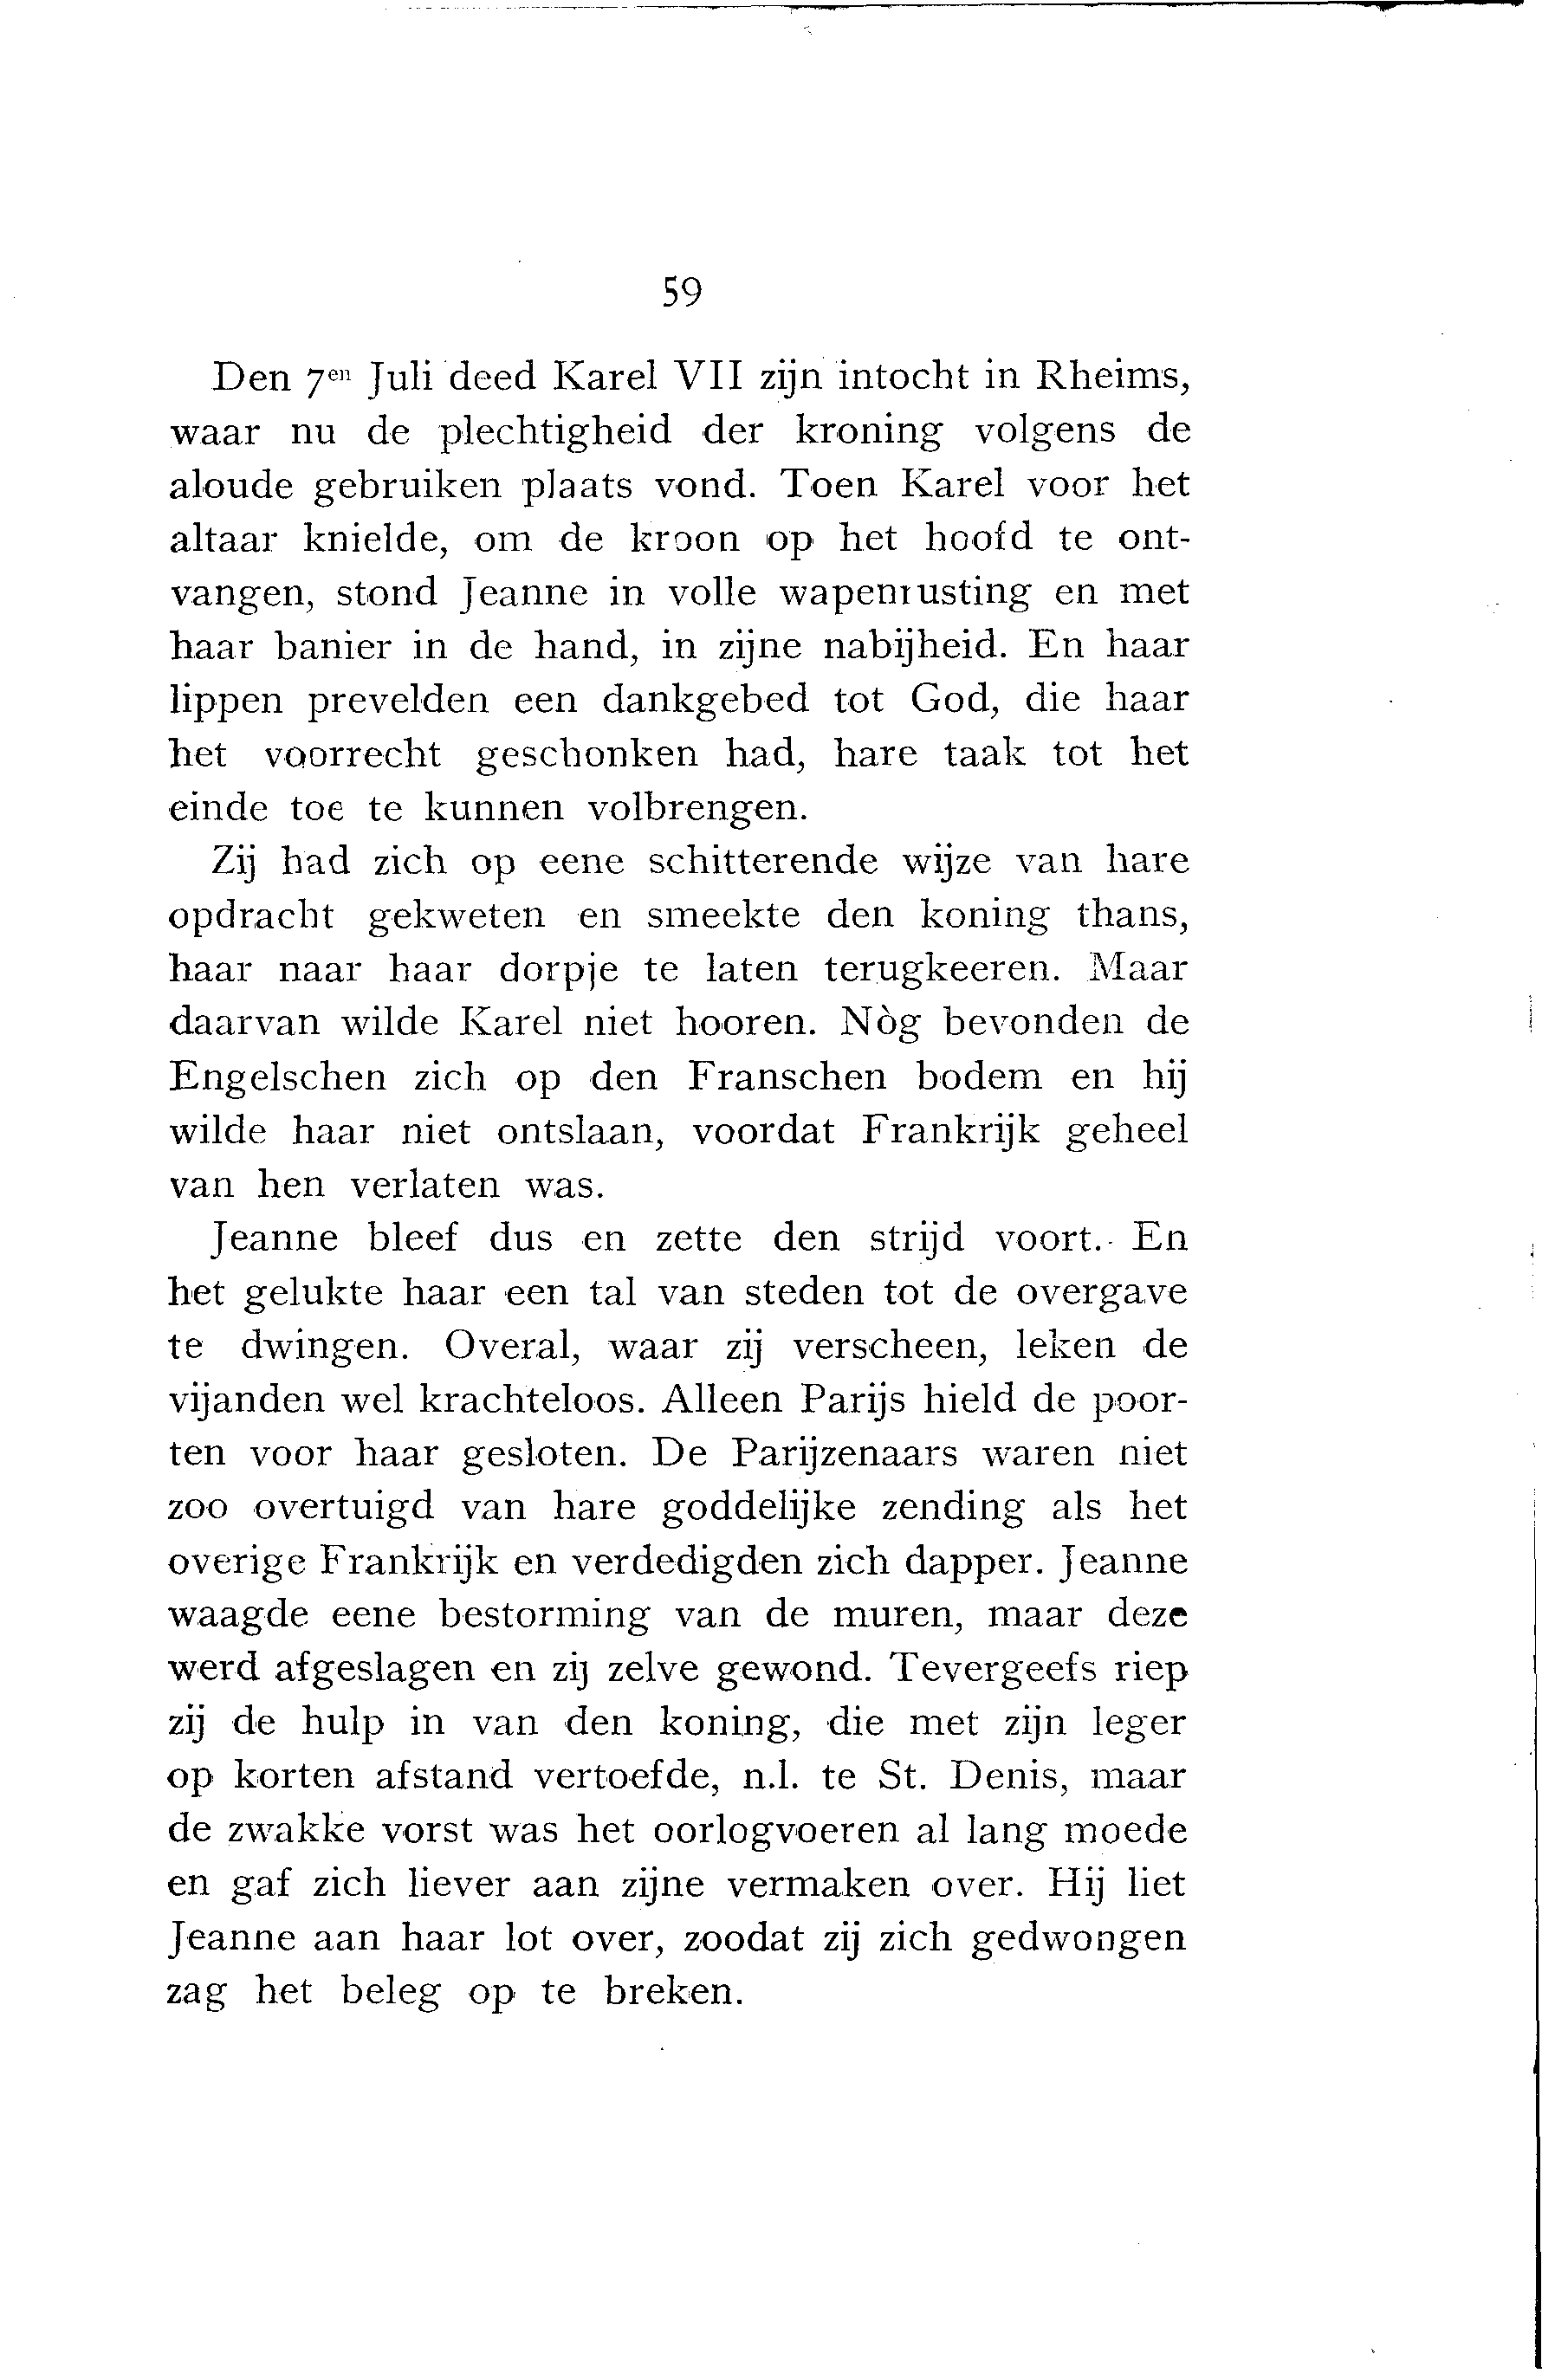 59
Den 7en Juli deed Karel VII zijn intocht in Rheims,
waar nu de plechtigheid der kroning volgens de
aloude gebruiken plaats vond. Toen Karel voor het
altaar knielde, om de kroon op het hoofd te ont-
vangen, stond Jeanne in volle wapenrusting en met
haar banier in de hand, in zijne nabijheid. En haar
lippen prevelden een dankgebed tot God, die haar
het voorrecht geschonken had, hare taak tot het
einde toe te kunnen volbrengen.
Zij had zich op eene schitterende wijze van hare
opdracht gekweten en smeekte den koning thans,
haar naar haar dorpje te laten terugkeeren. Maar
daarvan wilde Karel niet hooren. Nòg bevonden de
Engelschen zich op den Franschen bodem en hij
wilde haar niet ontslaan, voordat Frankrijk geheel
van hen verlaten was.
Jeanne bleef dus en zette den strijd voort. En
het gelukte haar een tal van steden tot de overgave
te dwingen. Overal, waar zij verscheen, leken de
vijanden wel krachteloos. Alleen Parijs hield de poor-
ten voor haar gesloten. De Parijzenaars waren niet
zoo overtuigd van hare goddelijke zending als het
overige Frankrijk en verdedigden zich dapper. Jeanne
waagde eene bestorming van de muren, maar deze
werd afgeslagen en zij zelve gewond. Tevergeefs riep
zij de hulp in van den koning, die met zijn leger
op korten afstand vertoefde, n.l. te St. Denis, maar
de zwakke vorst was het oorlogvoeren al lang moede
en gaf zich liever aan zijne vermaken over. Hij liet
Jeanne aan haar lot over, zoodat zij zich gedwongen
zag het beleg op te breken.